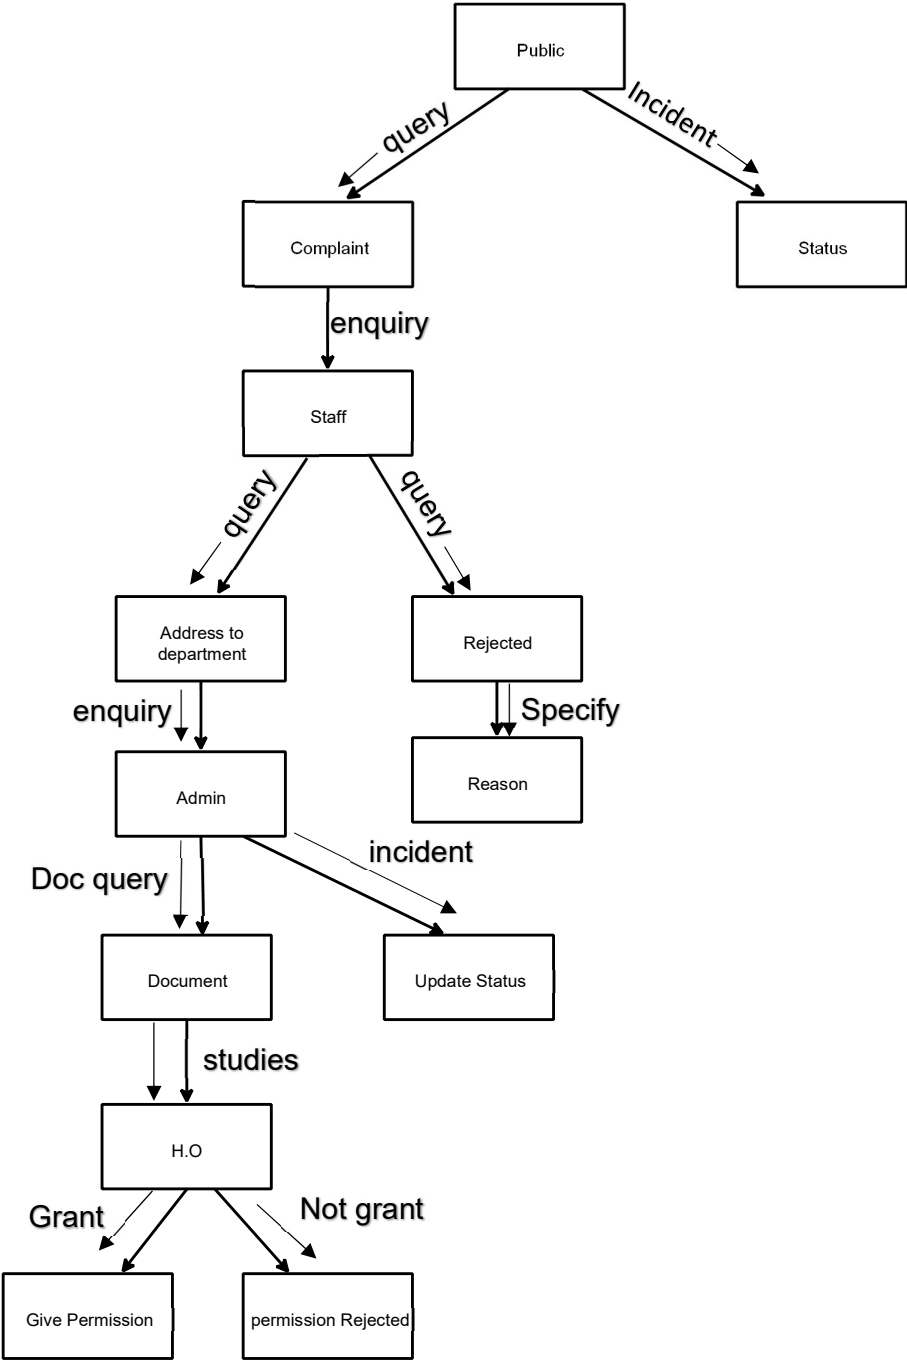 Public
query
Incident
Complaint
Status
enquiry
Staff
query
query
Address to
department
Rejected
enquiry
Specify
Admin
Reason
Doc query
incident
Document
Update Status
studies
H.O
Grant
Not grant
Give Permission
permission Rejected